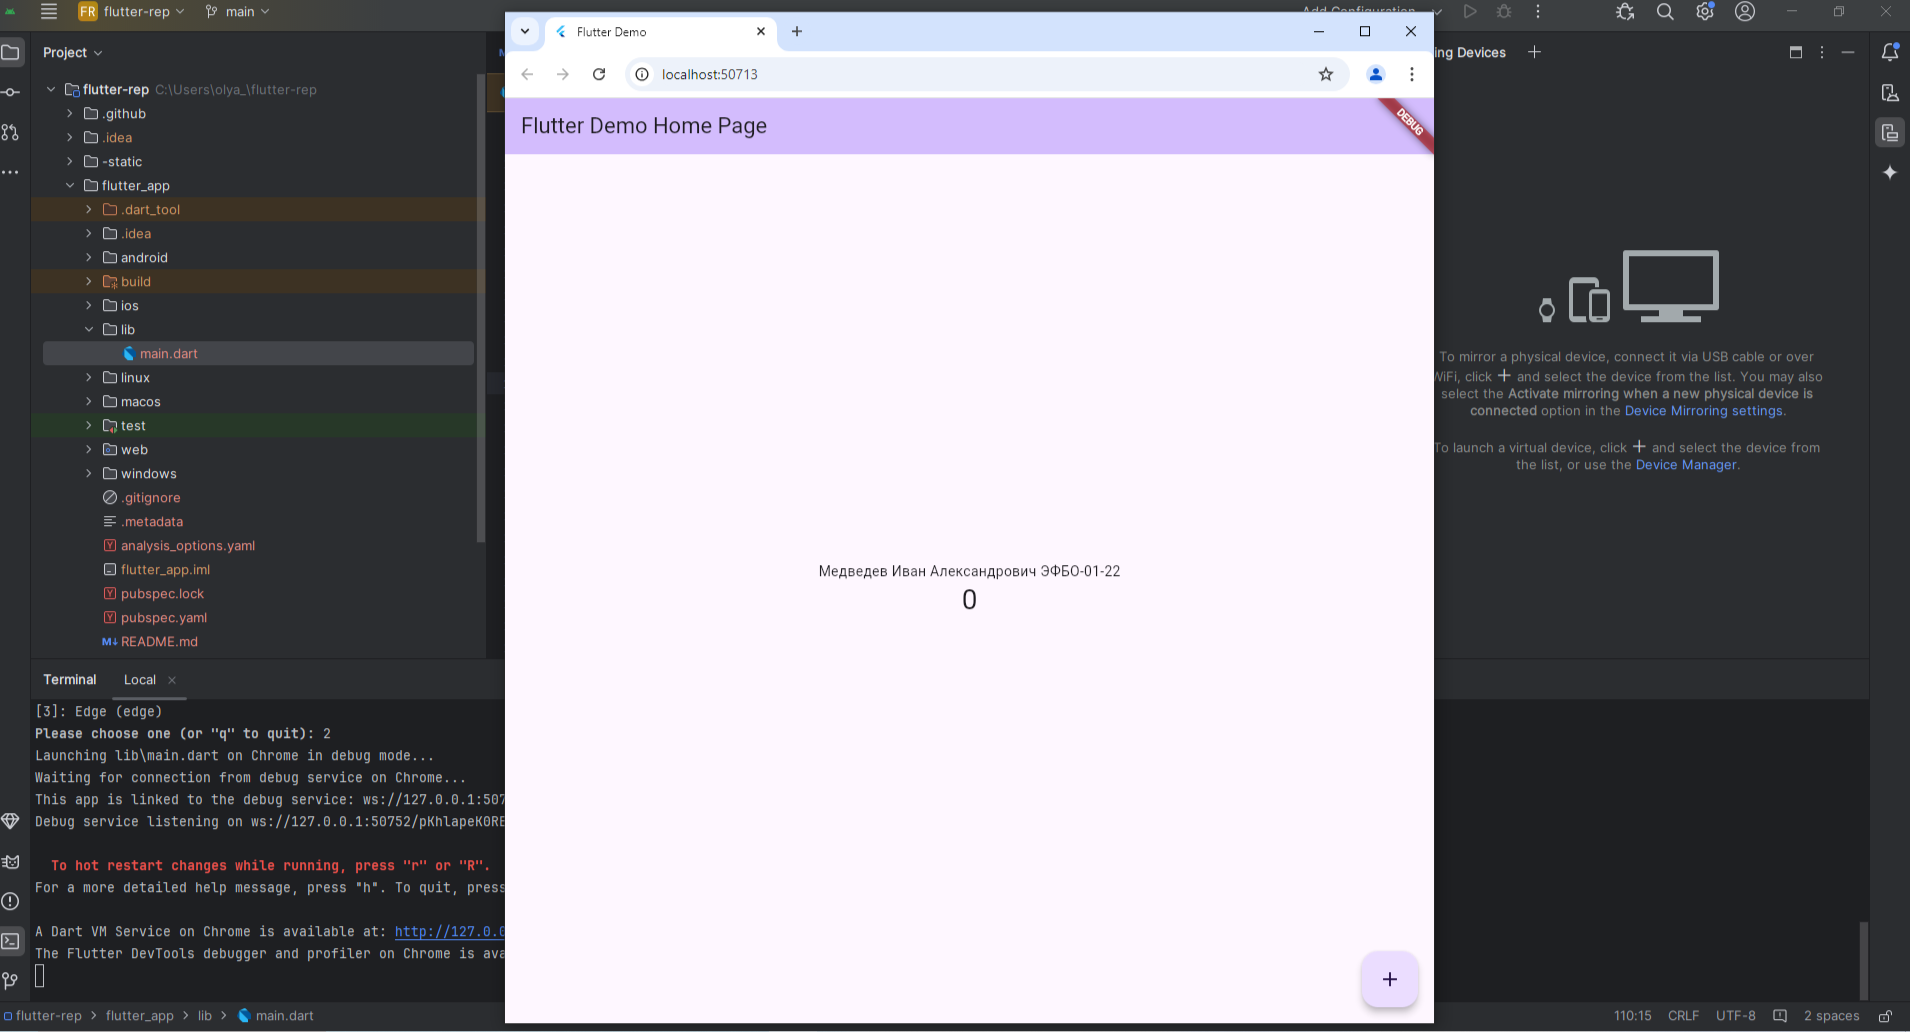 FR flutter-rep main
Add Configuration
Project
flutter-rep C:\Users\olya_\flutter-rep
.github
.idea
-static
flutter_app
.dart_tool
.idea
android
build
ios
lib
main.dart
linux
macos
test
web
windows
.gitignore
.metadata
analysis_options.yaml
flutter_app.iml
pubspec.lock
pubspec.yaml
README.md
Flutter Demo
localhost:50713
Flutter Demo Home Page
DEBUG
Медведев Иван Александрович ЭФБО-01-22
0
+
ing Devices
To mirror a physical device, connect it via USB cable or over
WiFi, click + and select the device from the list. You may also
select the Activate mirroring when a new physical device is
connected option in the Device Mirroring settings.
To launch a virtual device, click + and select the device from
the list, or use the Device Manager.
Terminal Local
[3]: Edge (edge)
Please choose one (or "q" to quit): 2
Launching lib\main.dart on Chrome in debug mode...
Waiting for connection from debug service on Chrome...
This app is linked to the debug service: ws://127.0.0.1:507
Debug service listening on ws://127.0.0.1:50752/pKhlapeK0RE
To hot restart changes while running, press "r" or "R".
For a more detailed help message, press "h". To quit, press
A Dart VM Service on Chrome is available at: http://127.0.0
The Flutter DevTools debugger and profiler on Chrome is ava
flutter-rep > flutter_app > lib > main.dart
110:15 CRLF UTF-8 2 spaces